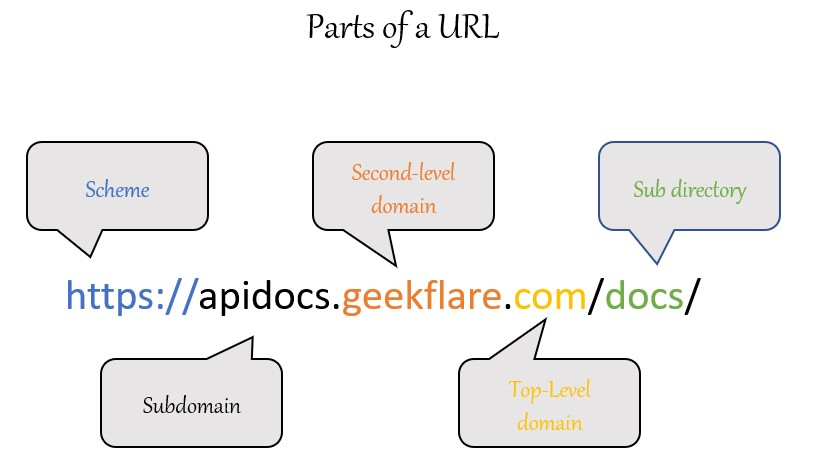 Parts of a URL
Scheme
Second-level
domain
Sub directory
https://apidocs.geekflare.com/docs/
Subdomain
Top-Level
domain